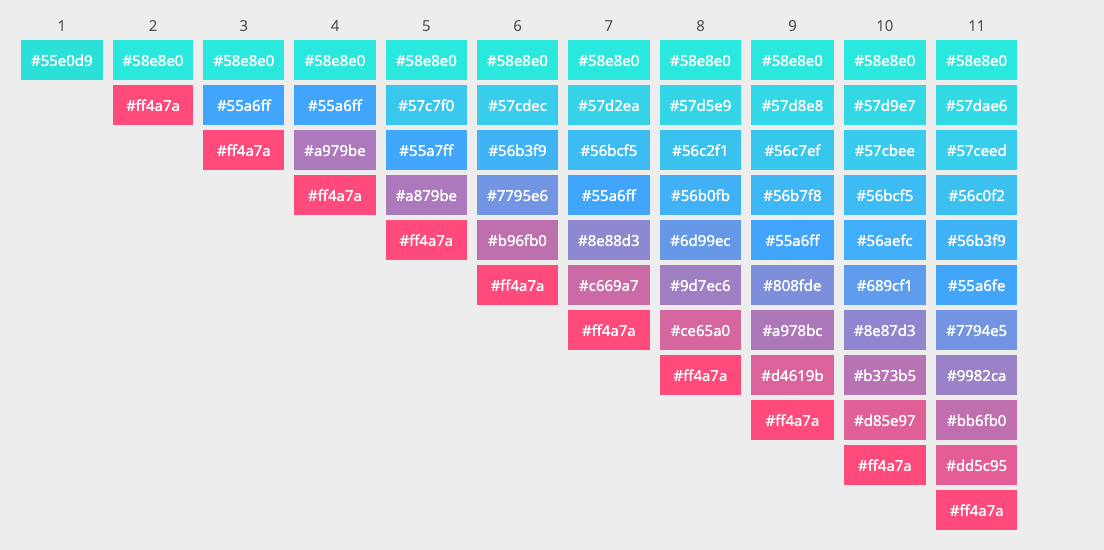 1 2 3 4 5 6 7 8 9 10 11
#55e0d9 #58e8e0 #58e8e0 #58e8e0 #58e8e0 #58e8e0 #58e8e0 #58e8e0 #58e8e0 #58e8e0 #58e8e0
#ff4a7a #55a6ff #55a6ff #57c7f0 #57cdec #57d2ea #57d5e9 #57d8e8 #57d9e7 #57dae6
#ff4a7a #a979be #55a7ff #56b3f9 #56bcf5 #56c2f1 #56c7ef #57cbee #57ceed
#ff4a7a #a879be #7795e6 #55a6ff #56b0fb #56b7f8 #56bcf5 #56c0f2
#ff4a7a #b96fb0 #8e88d3 #6d99ec #55a6ff #56aefc #56b3f9
#ff4a7a #c669a7 #9d7ec6 #808fde #689cf1 #55a6fe
#ff4a7a #ce65a0 #a978bc #8e87d3 #7794e5
#ff4a7a #d4619b #b373b5 #9982ca
#ff4a7a #d85e97 #bb6fb0
#ff4a7a #dd5c95
#ff4a7a